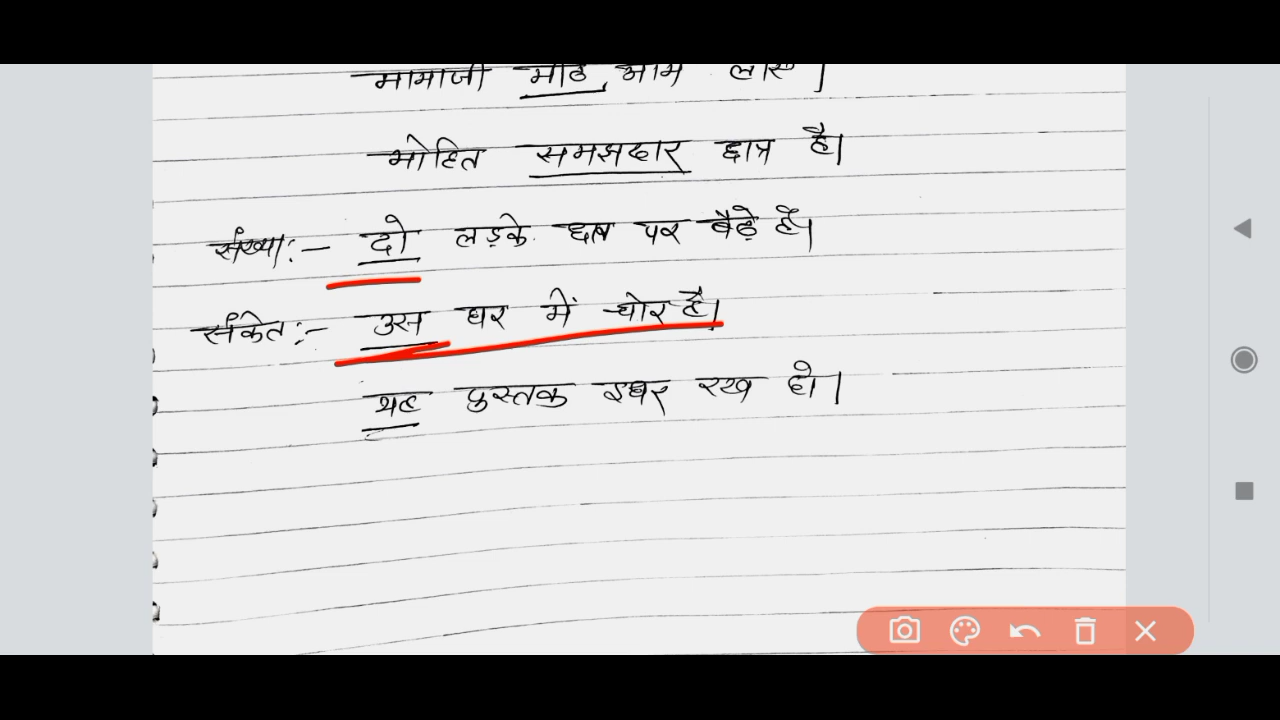 मामाजी मीठे आम लाए।
मोहित समझदार छात्र है।
संख्या:- दो लड़के छत पर बैठे हैं।
संकेत:- उस घर में चोर है।
यह पुस्तक इधर रख दो।